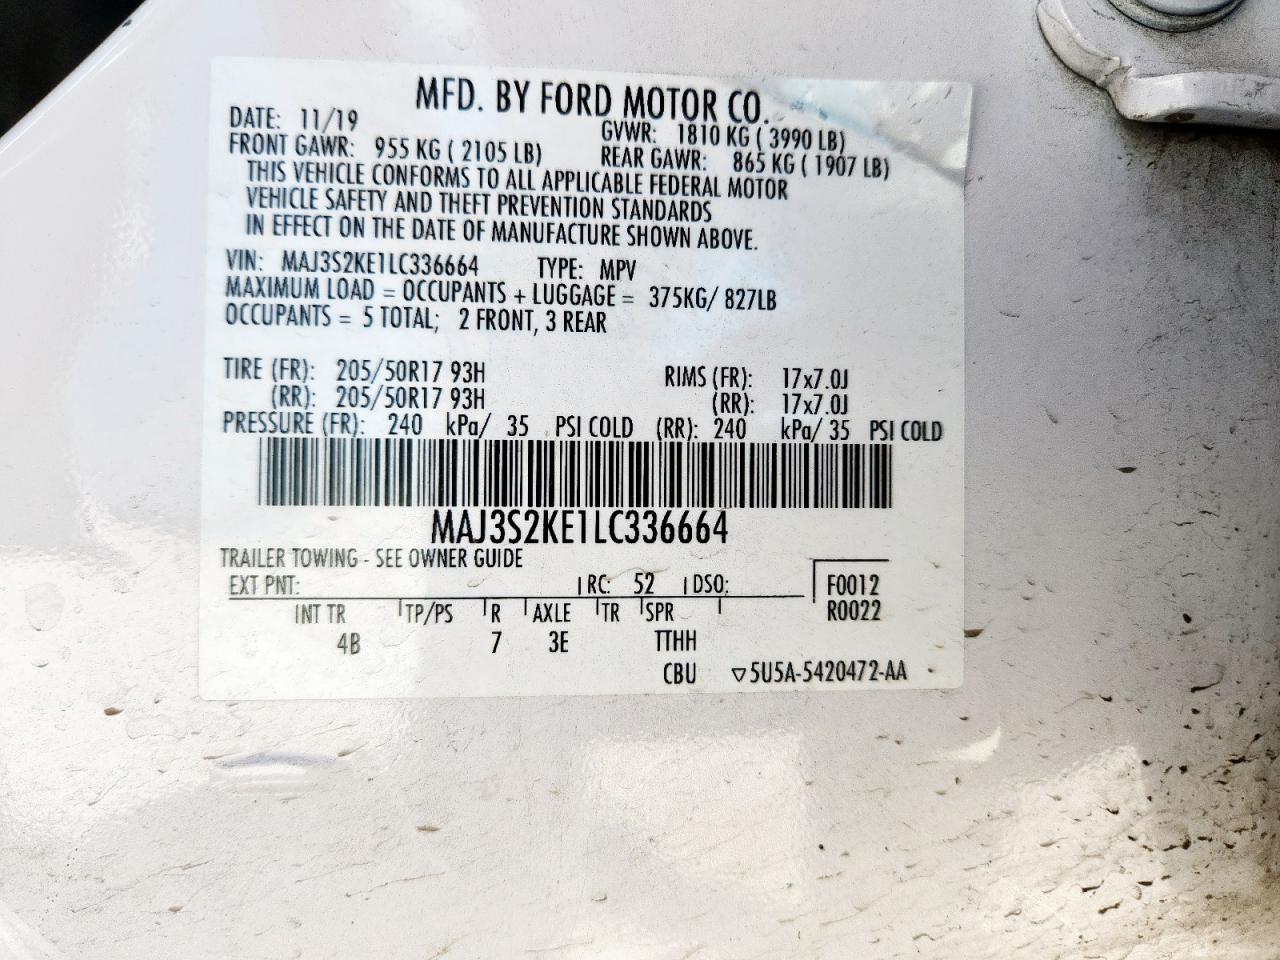 MFD. BY FORD MOTOR CO.
DATE: 11/19 GVWR: 1810 KG ( 3990 LB)
FRONT GAWR: 955 KG ( 2105 LB) REAR GAWR: 865 KG ( 1907 LB)
THIS VEHICLE CONFORMS TO ALL APPLICABLE FEDERAL MOTOR
VEHICLE SAFETY AND THEFT PREVENTION STANDARDS
IN EFFECT ON THE DATE OF MANUFACTURE SHOWN ABOVE.
VIN: MAJ3S2KE1LC336664 TYPE: MPV
MAXIMUM LOAD = OCCUPANTS + LUGGAGE = 375KG/ 827LB
OCCUPANTS = 5 TOTAL; 2 FRONT, 3 REAR
TIRE (FR): 205/50R17 93H RIMS (FR): 17x7.0J
(RR): 205/50R17 93H (RR): 17x7.0J
PRESSURE (FR): 240 kPa/ 35 PSI COLD (RR): 240 kPa/ 35 PSI COLD
MAJ3S2KE1LC336664
TRAILER TOWING - SEE OWNER GUIDE
EXT PNT: RC: 52 DSO: F0012
INT TR TP/PS R AXLE TR SPR R0022
4B 7 3E TTHH
CBU ▽5U5A-5420472-AA